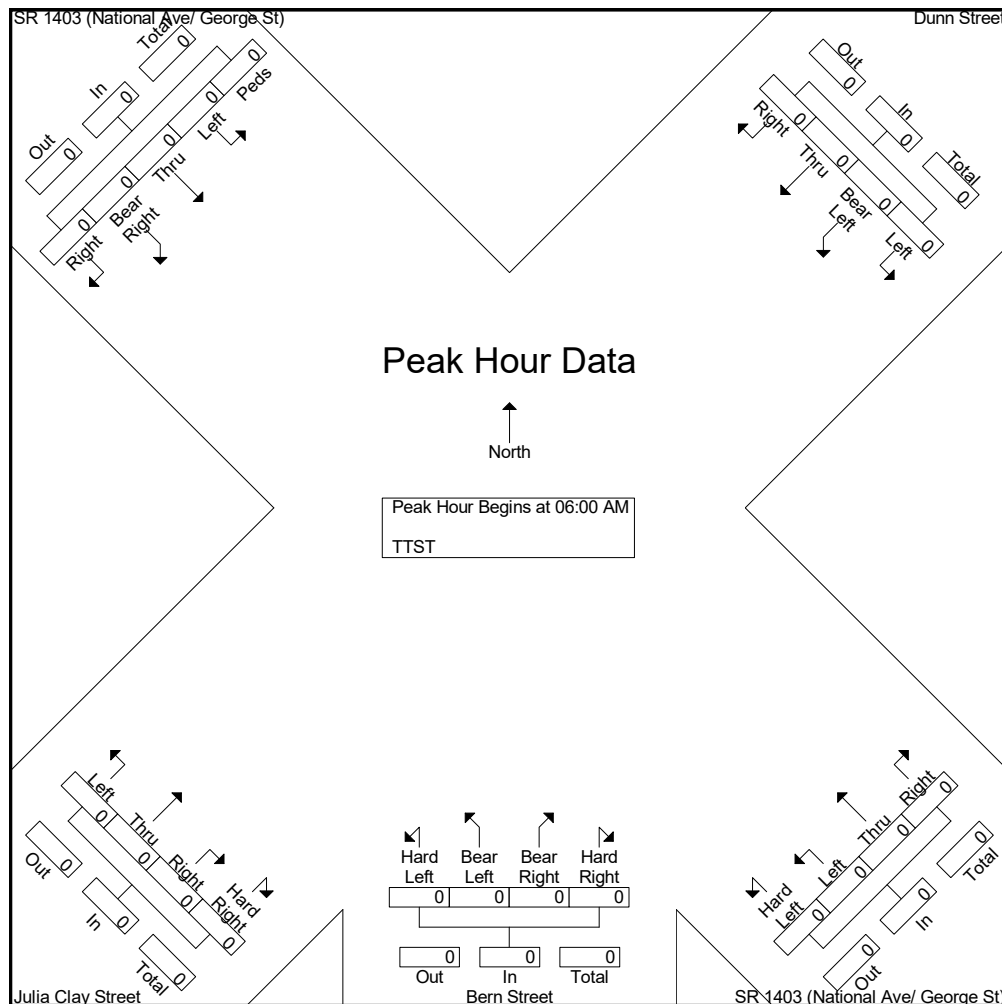 SR 1403 (National Ave/ George St)
Dunn Street
Out
0
In
0
Total
0
Right
0
Bear
Right
0
Thru
0
Left
0
Peds
0
Out
0
In
0
Total
0
Right
0
Thru
0
Bear
Left
0
Left
0
Peak Hour Data
North
Peak Hour Begins at 06:00 AM
TTST
Left
0
Thru
0
Right
0
Hard
Right
0
Out
0
In
0
Total
0
Hard
Left
0
Bear
Left
0
Bear
Right
0
Hard
Right
0
0
0
0
Out
In
Total
Hard
Left
0
Left
0
Thru
0
Right
0
Out
0
In
0
Total
0
Julia Clay Street
Bern Street
SR 1403 (National Ave/ George St)